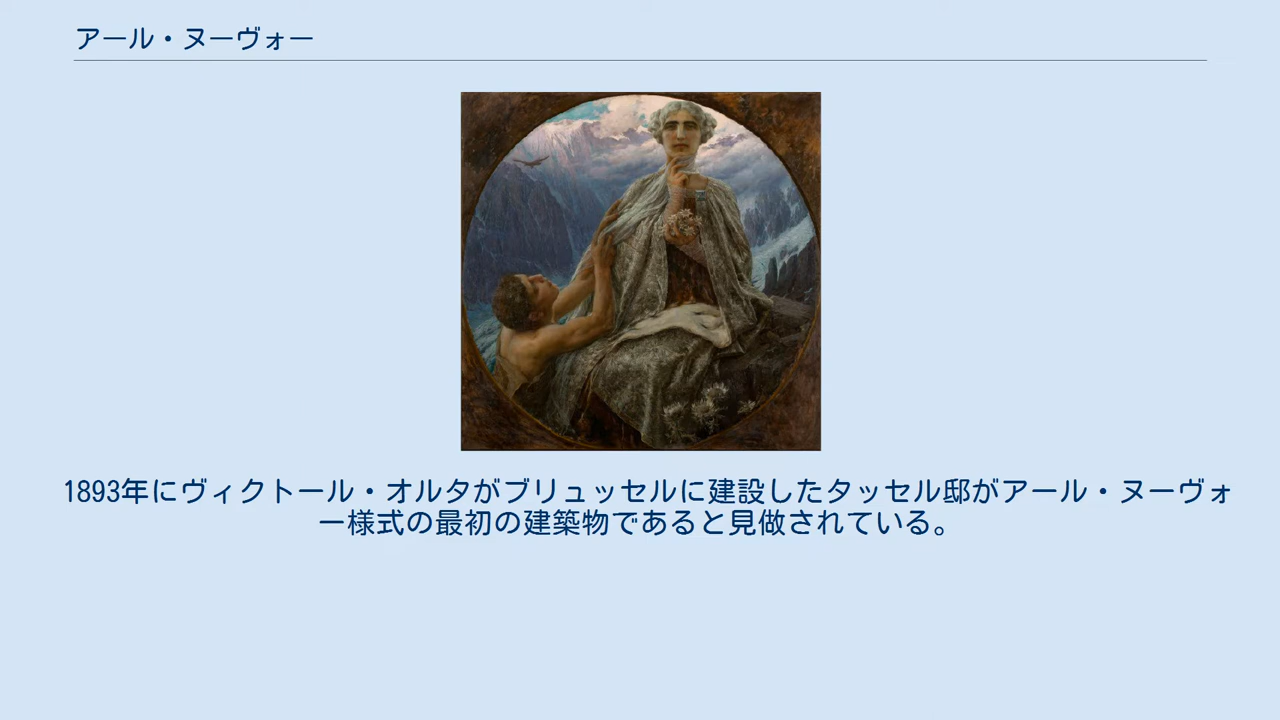 アール・ヌーヴォー
1893年にヴィクトール・オルタがブリュッセルに建設したタッセル邸がアール・ヌーヴォ
ー様式の最初の建築物であると見做されている。